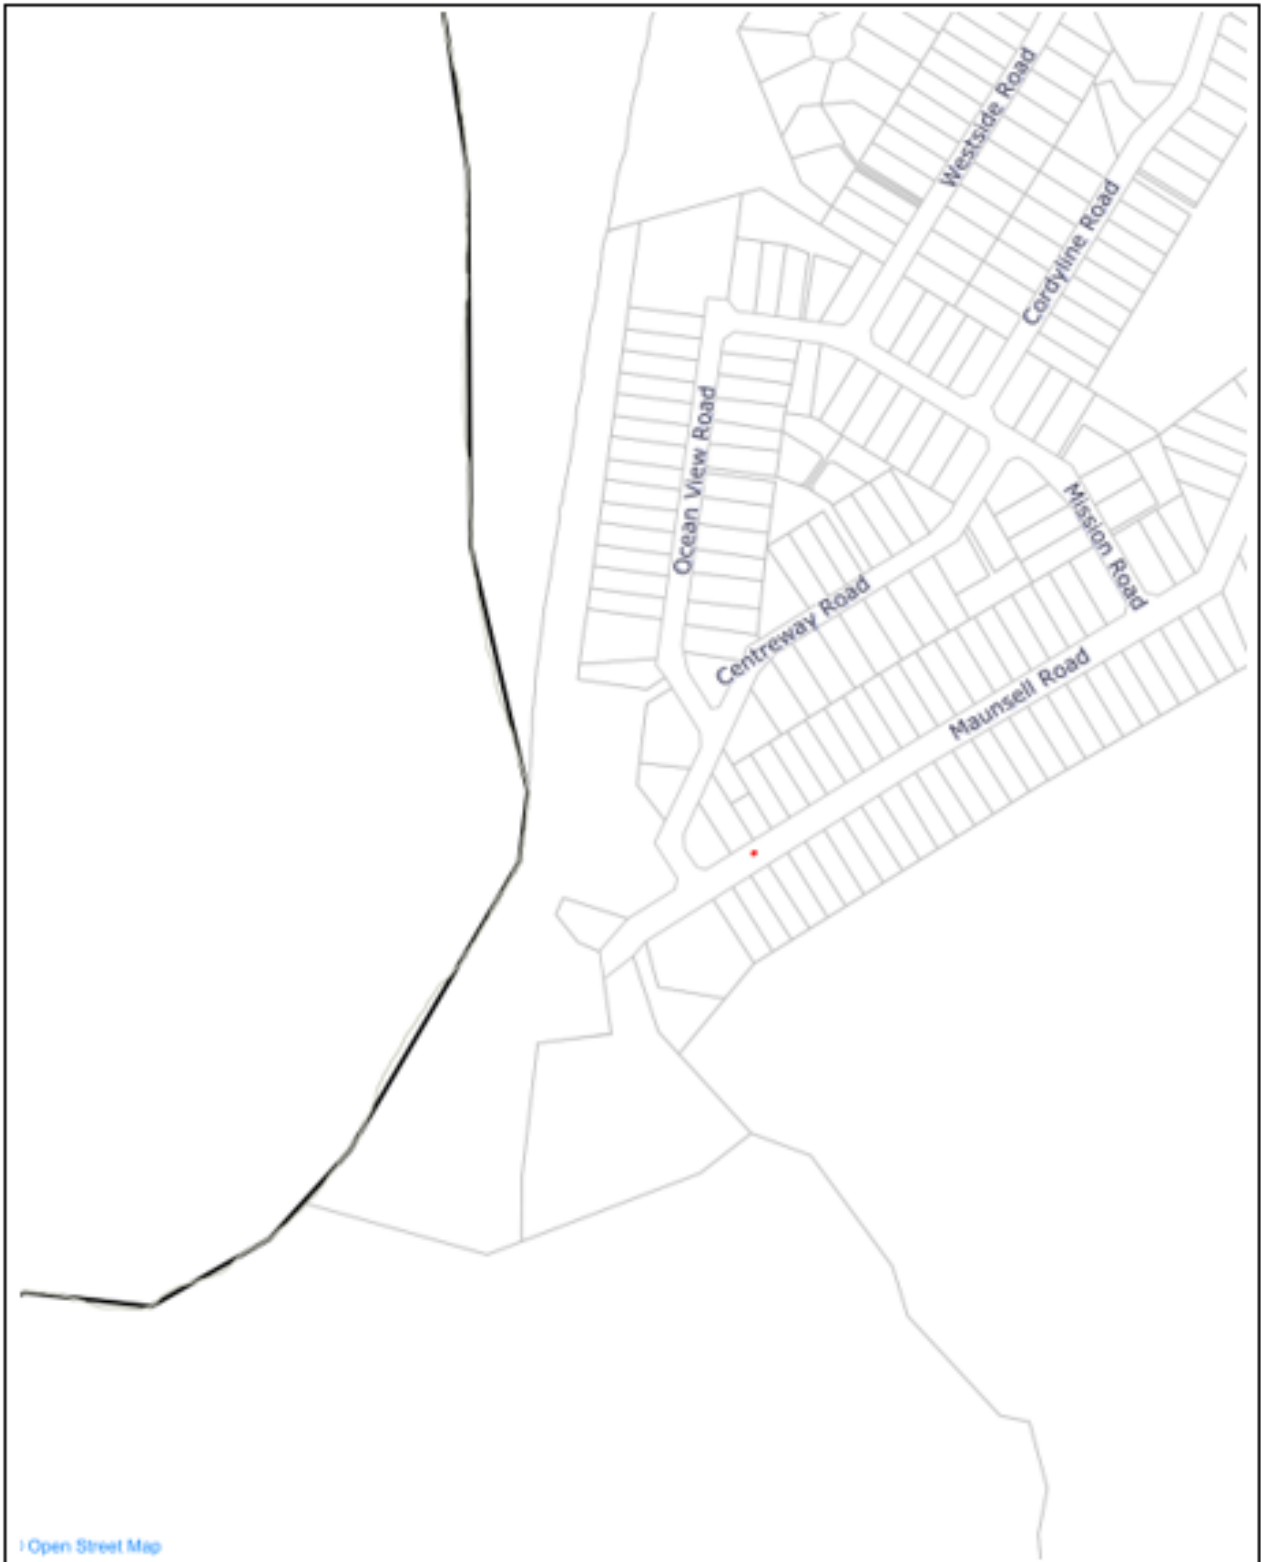 Westside Road
Cordyline Road
Ocean View Road
Mission Road
Centreway Road
Maunsell Road
Open Street Map